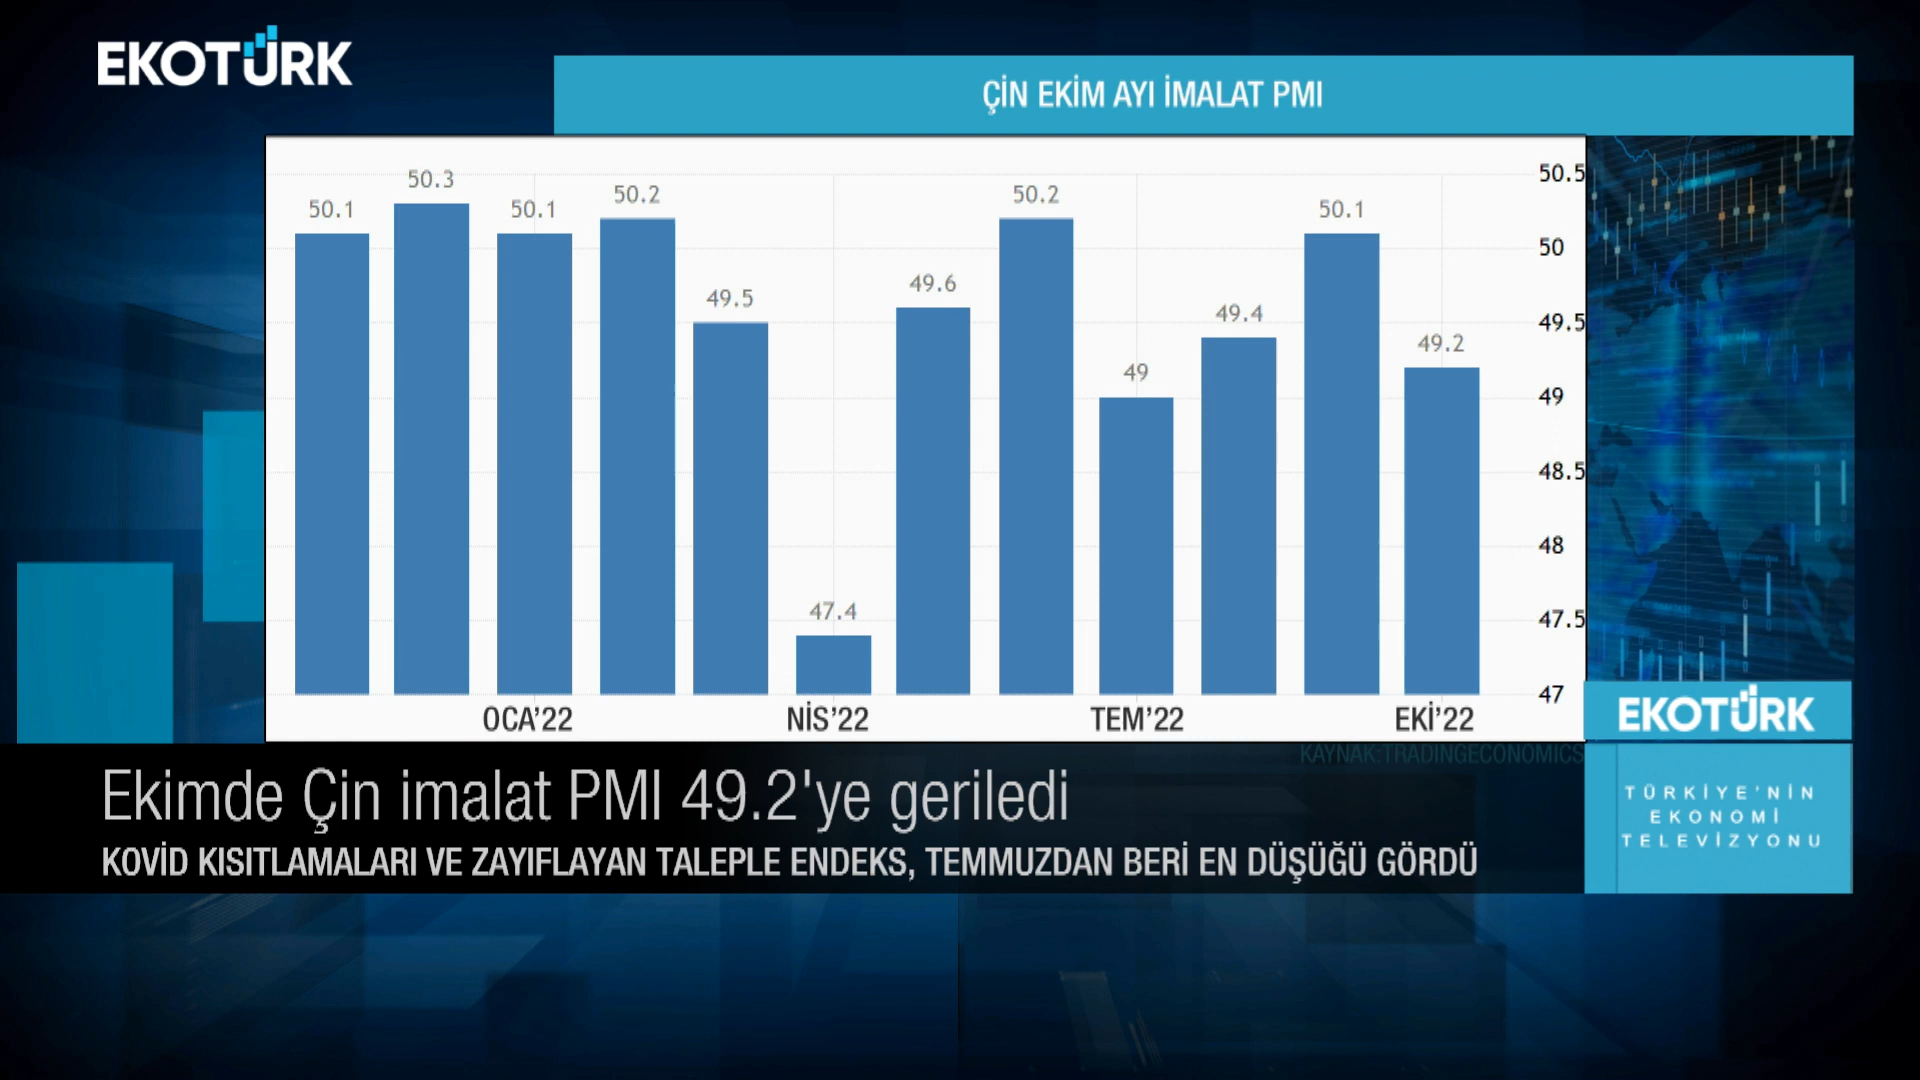 EKOTÜRK
ÇİN EKİM AYI İMALAT PMI
50.1
50.3
50.1
50.2
49.5
47.4
49.6
50.2
49
49.4
50.1
49.2
50.5
50
49.5
49
48.5
48
47.5
47
OCA’22
NİS’22
TEM’22
EKİ’22
EKOTÜRK
KAYNAK:TRADINGECONOMICS
Ekimde Çin imalat PMI 49.2'ye geriledi
KOVİD KISITLAMALARI VE ZAYIFLAYAN TALEPLE ENDEKS, TEMMUZDAN BERİ EN DÜŞÜĞÜ GÖRDÜ
TÜRKİYE’NİN
EKONOMİ
TELEVİZYONU